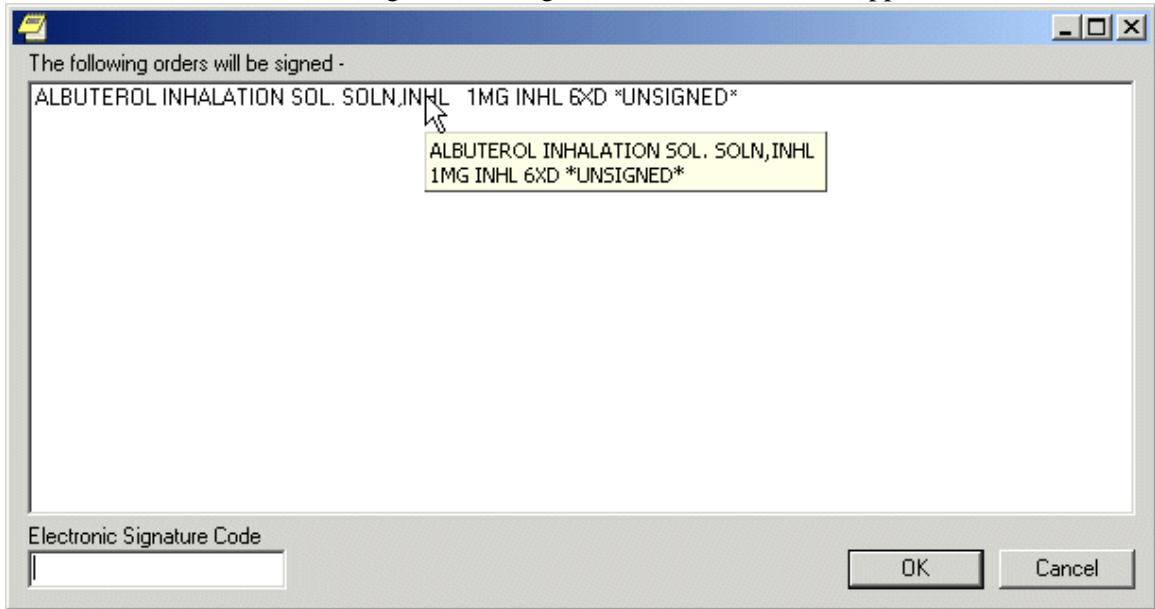 The following orders will be signed -
ALBUTEROL INHALATION SOL. SOLN,INHL 1MG INHL 6XD *UNSIGNED*
ALBUTEROL INHALATION SOL. SOLN,INHL
1MG INHL 6XD *UNSIGNED*
Electronic Signature Code
OK Cancel